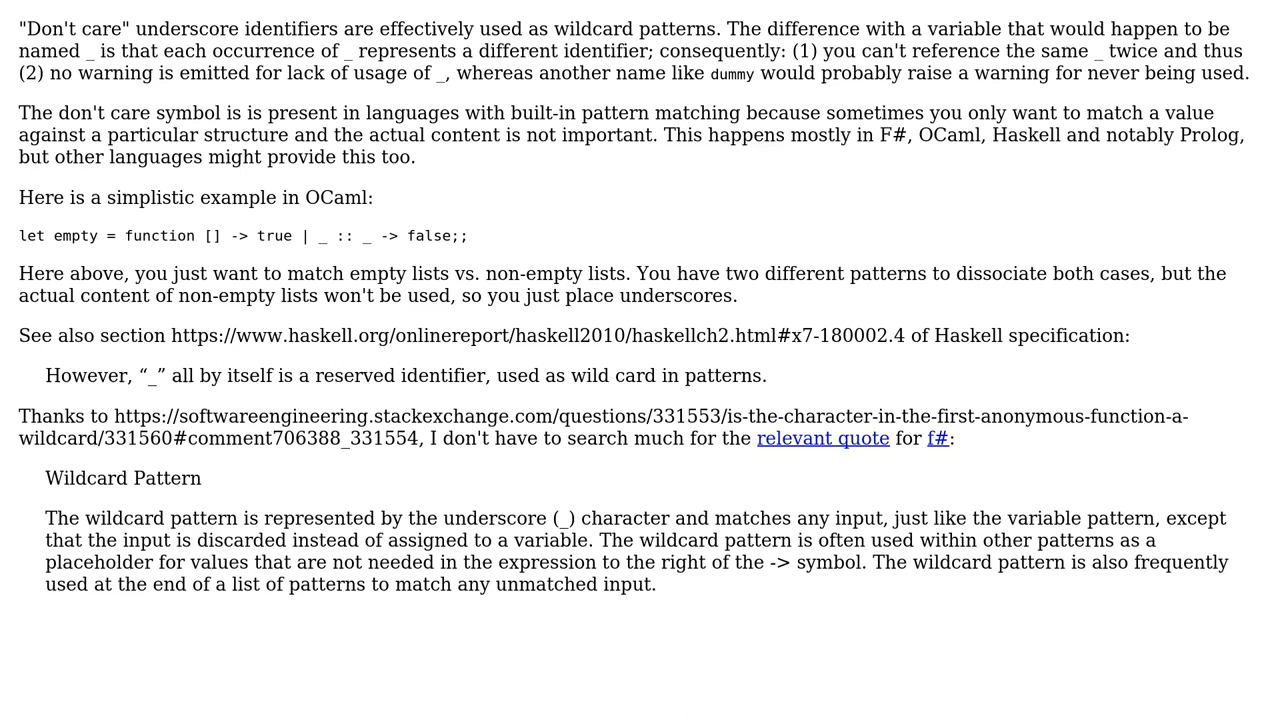 "Don't care" underscore identifiers are effectively used as wildcard patterns. The difference with a variable that would happen to be
named _ is that each occurrence of _ represents a different identifier; consequently: (1) you can't reference the same _ twice and thus
(2) no warning is emitted for lack of usage of _, whereas another name like dummy would probably raise a warning for never being used.
The don't care symbol is is present in languages with built-in pattern matching because sometimes you only want to match a value
against a particular structure and the actual content is not important. This happens mostly in F#, OCaml, Haskell and notably Prolog,
but other languages might provide this too.
Here is a simplistic example in OCaml:
let empty = function [] -> true | _ :: _ -> false;;
Here above, you just want to match empty lists vs. non-empty lists. You have two different patterns to dissociate both cases, but the
actual content of non-empty lists won't be used, so you just place underscores.
See also section https://www.haskell.org/onlinereport/haskell2010/haskellch2.html#x7-180002.4 of Haskell specification:
However, “_” all by itself is a reserved identifier, used as wild card in patterns.
Thanks to https://softwareengineering.stackexchange.com/questions/331553/is-the-character-in-the-first-anonymous-function-a-
wildcard/331560#comment706388_331554, I don't have to search much for the relevant quote for f#:
Wildcard Pattern
The wildcard pattern is represented by the underscore (_) character and matches any input, just like the variable pattern, except
that the input is discarded instead of assigned to a variable. The wildcard pattern is often used within other patterns as a
placeholder for values that are not needed in the expression to the right of the -> symbol. The wildcard pattern is also frequently
used at the end of a list of patterns to match any unmatched input.